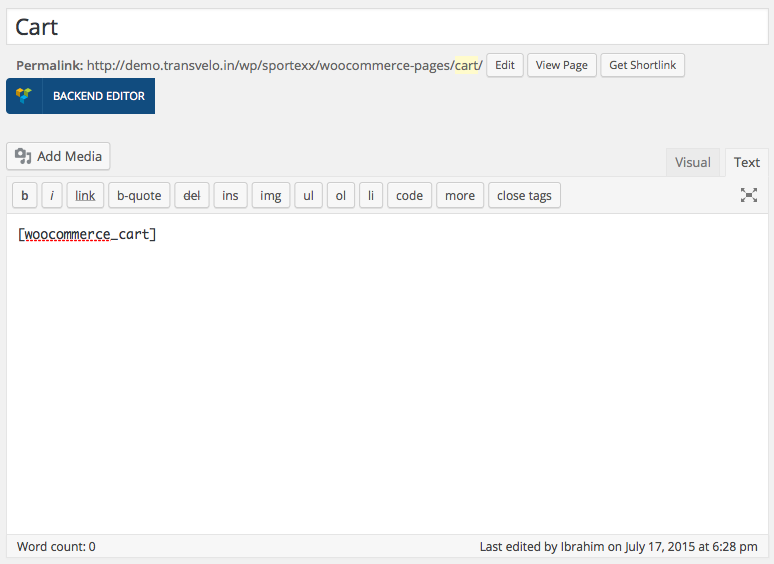 Cart
Permalink: http://demo.transvelo.in/wp/sportexx/woocommerce-pages/cart/ Edit View Page Get Shortlink
BACKEND EDITOR
Add Media Visual Text
b i link b-quote del ins img ul ol li code more close tags
[woocommerce_cart]
Word count: 0 Last edited by Ibrahim on July 17, 2015 at 6:28 pm